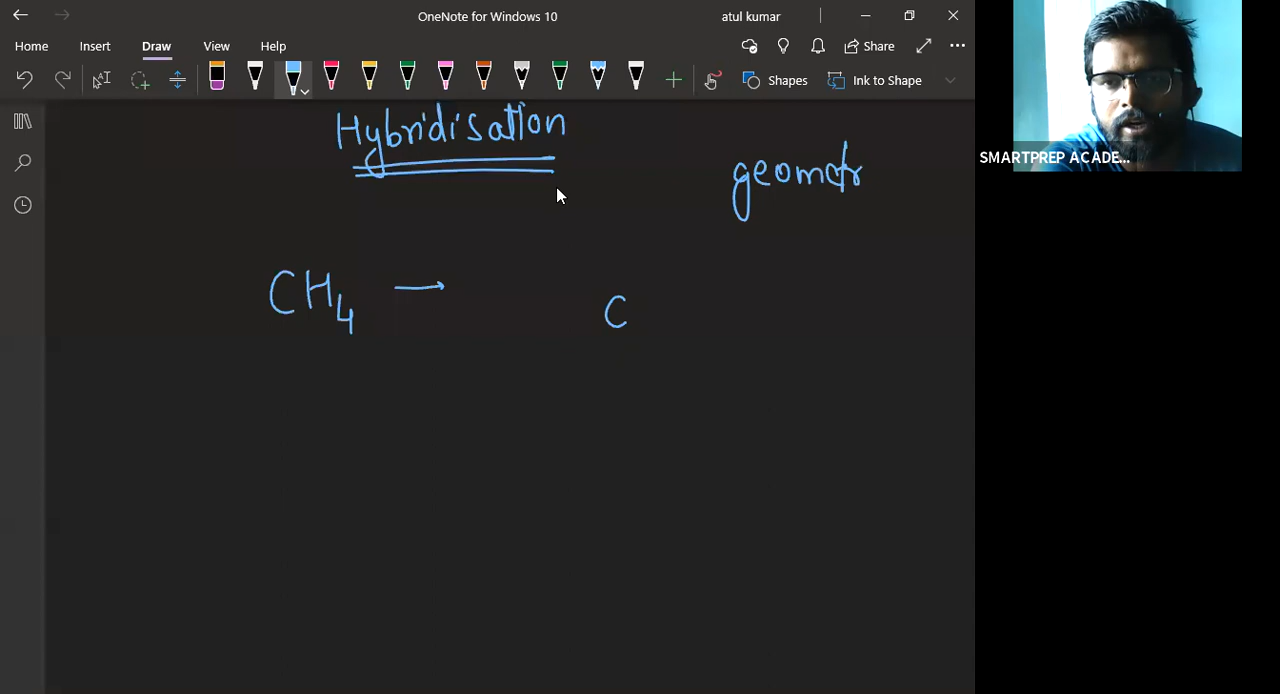 OneNote for Windows 10
atul kumar
Home Insert Draw View Help
Share
Shapes
Ink to Shape
Hybridisation
geometr
SMARTPREP ACADE...
CH4 →
C